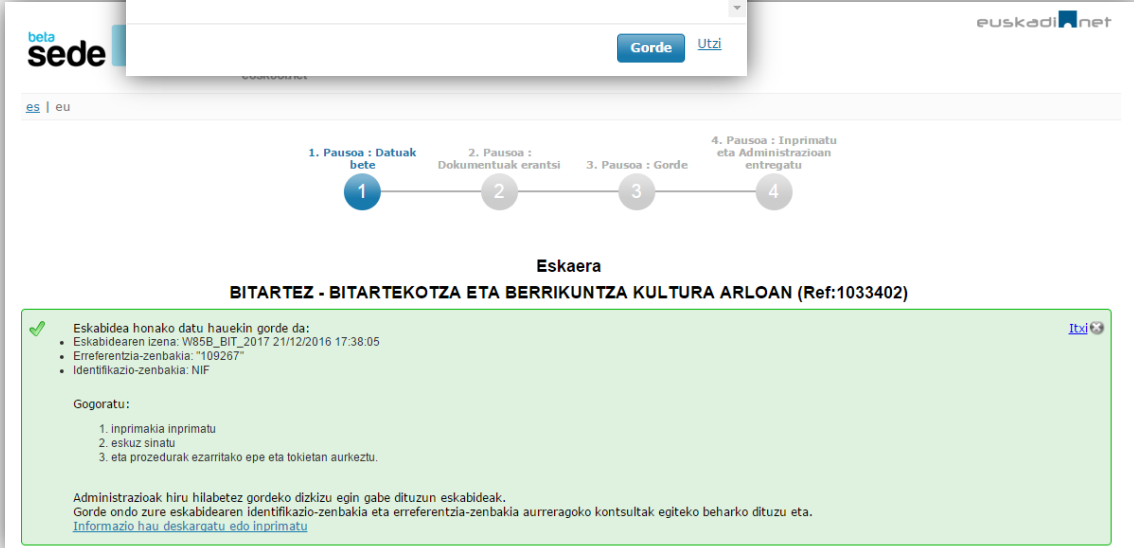 Gorde Utzi
euskadi.net
beta
sede
euskadi.net
es | eu
1. Pausoa : Datuak bete
2. Pausoa : Dokumentuak erantsi
3. Pausoa : Gorde
4. Pausoa : Inprimatu eta Administrazioan entregatu
1
2
3
4
Eskaera
BITARTEZ - BITARTEKOTZA ETA BERRIKUNTZA KULTURA ARLOAN (Ref:1033402)
Eskabidea honako datu hauekin gorde da:
Itxi
• Eskabidearen izena: W85B_BIT_2017 21/12/2016 17:38:05
• Erreferentzia-zenbakia: "109267"
• Identifikazio-zenbakia: NIF
Gogoratu:
1. inprimakia inprimatu
2. eskuz sinatu
3. eta prozedurak ezarritako epe eta tokietan aurkeztu.
Administrazioak hiru hilabetez gordeko dizkizu egin gabe dituzun eskabideak.
Gorde ondo zure eskabidearen identifikazio-zenbakia eta erreferentzia-zenbakia aurreragoko kontsultak egiteko beharko dituzu eta.
Informazio hau deskargatu edo inprimatu